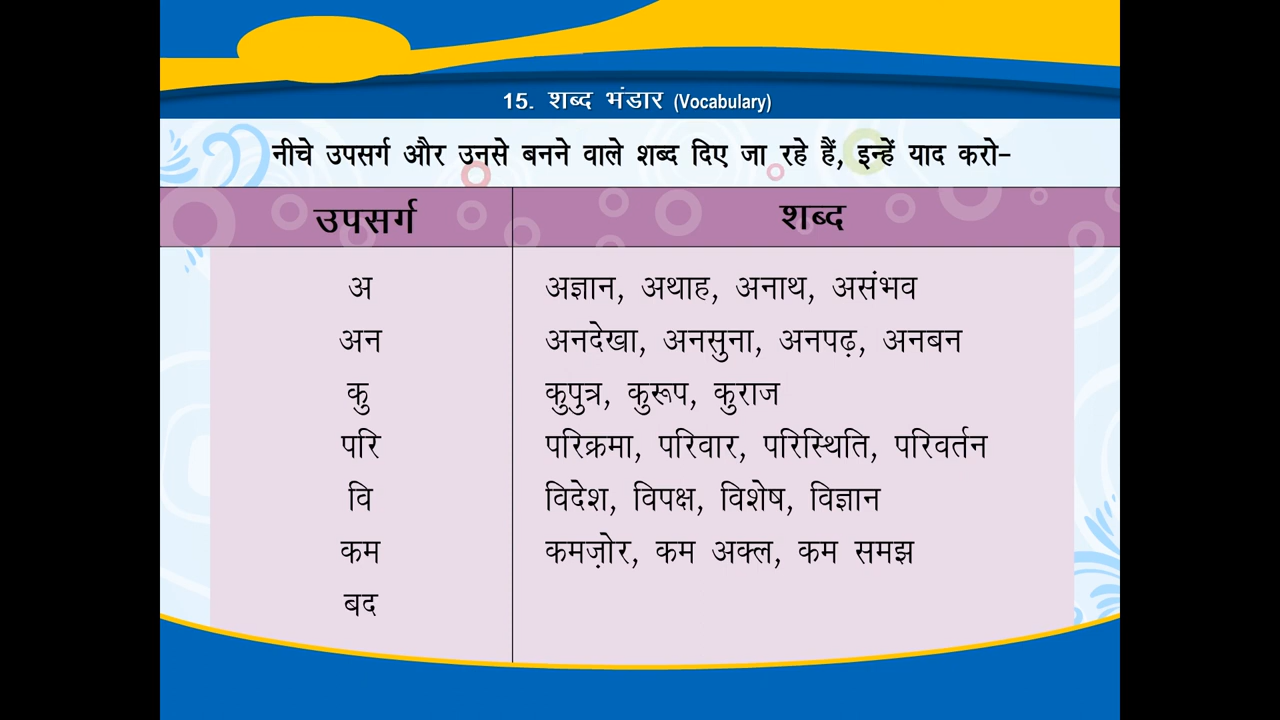 15. शब्द भंडार (Vocabulary)
नीचे उपसर्ग और उनसे बनने वाले शब्द दिए जा रहे हैं, इन्हें याद करो-
उपसर्ग शब्द
अ अज्ञान, अथाह, अनाथ, असंभव
अन अनदेखा, अनसुना, अनपढ़, अनबन
कु कुपुत्र, कुरूप, कुराज
परि परिक्रमा, परिवार, परिस्थिति, परिवर्तन
वि विदेश, विपक्ष, विशेष, विज्ञान
कम कमज़ोर, कम अक्ल, कम समझ
बद